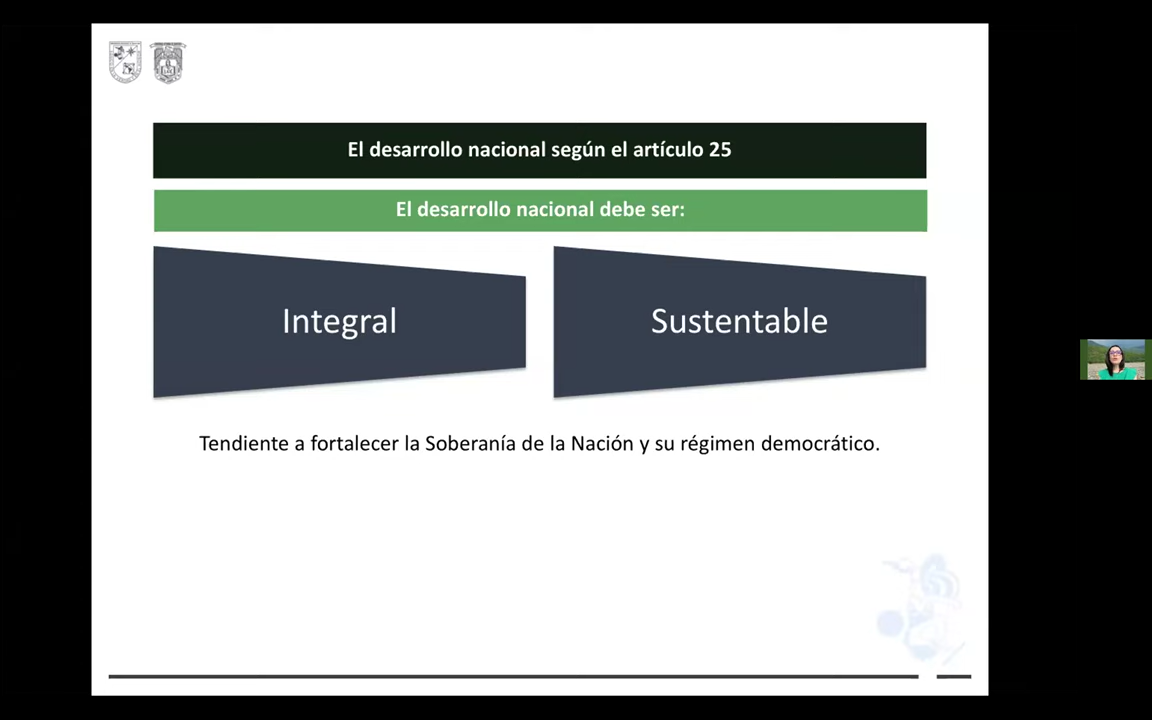 El desarrollo nacional según el artículo 25
El desarrollo nacional debe ser:
Integral
Sustentable
Tendiente a fortalecer la Soberanía de la Nación y su régimen democrático.